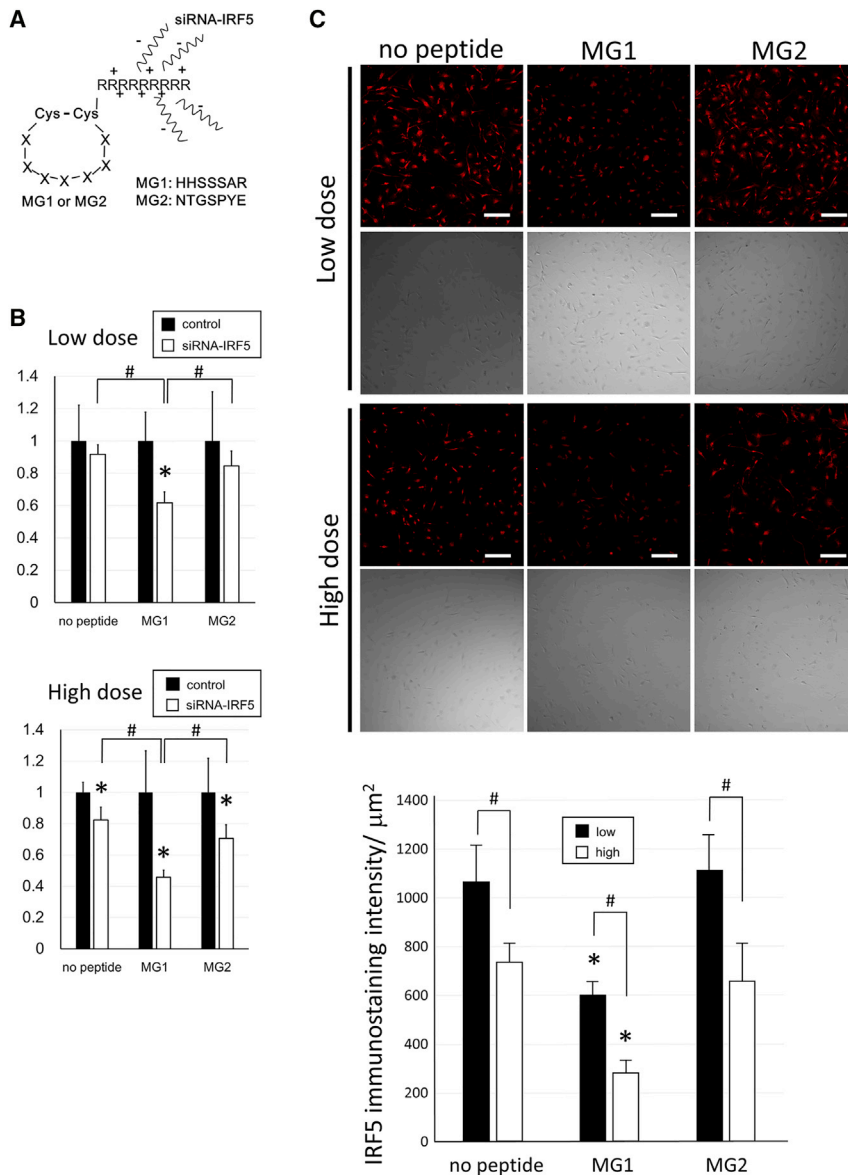 A
siRNA-IRF5
+ + +
- -
RRRRRRRRR
+ + +
- -
Cys - Cys
X X
X X
X X X
MG1 or MG2
MG1: HHSSSAR
MG2: NTGSPYE
B
Low dose
control
siRNA-IRF5
# #
1.4
1.2
1
0.8
0.6
0.4
0.2
0
*
no peptide MG1 MG2
High dose
control
siRNA-IRF5
# #
1.4
1.2
1
0.8
0.6
0.4
0.2
0
* * *
no peptide MG1 MG2
C
no peptide MG1 MG2
Low dose
High dose
IRF5 immunostaining intensity/ μm²
low
high
# # #
1400
1200
1000
800
600
400
200
0
* *
no peptide MG1 MG2